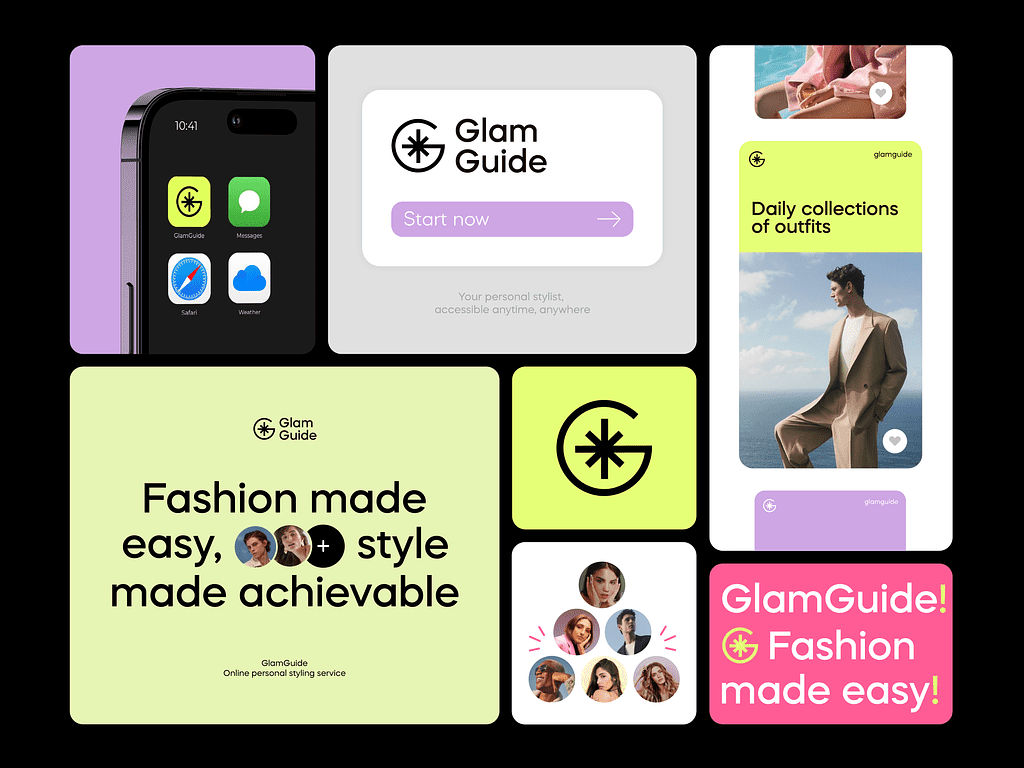 10:41
GlamGuide
Messages
Safari
Weather
Glam
Guide
Start now
Your personal stylist,
accessible anytime, anywhere
glamguide
Daily collections
of outfits
glamguide
Glam
Guide
Fashion made
easy, + style
made achievable
GlamGuide
Online personal styling service
GlamGuide!
Fashion
made easy!